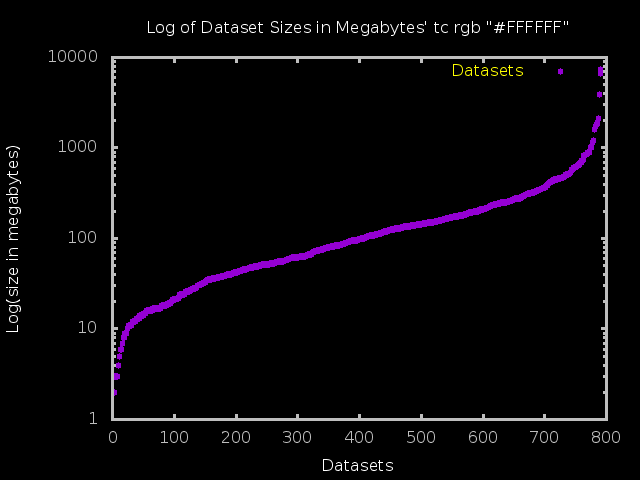 Log of Dataset Sizes in Megabytes' tc rgb "#FFFFFF"
Datasets
10000
1000
100
10
1
Log(size in megabytes)
0 100 200 300 400 500 600 700 800
Datasets